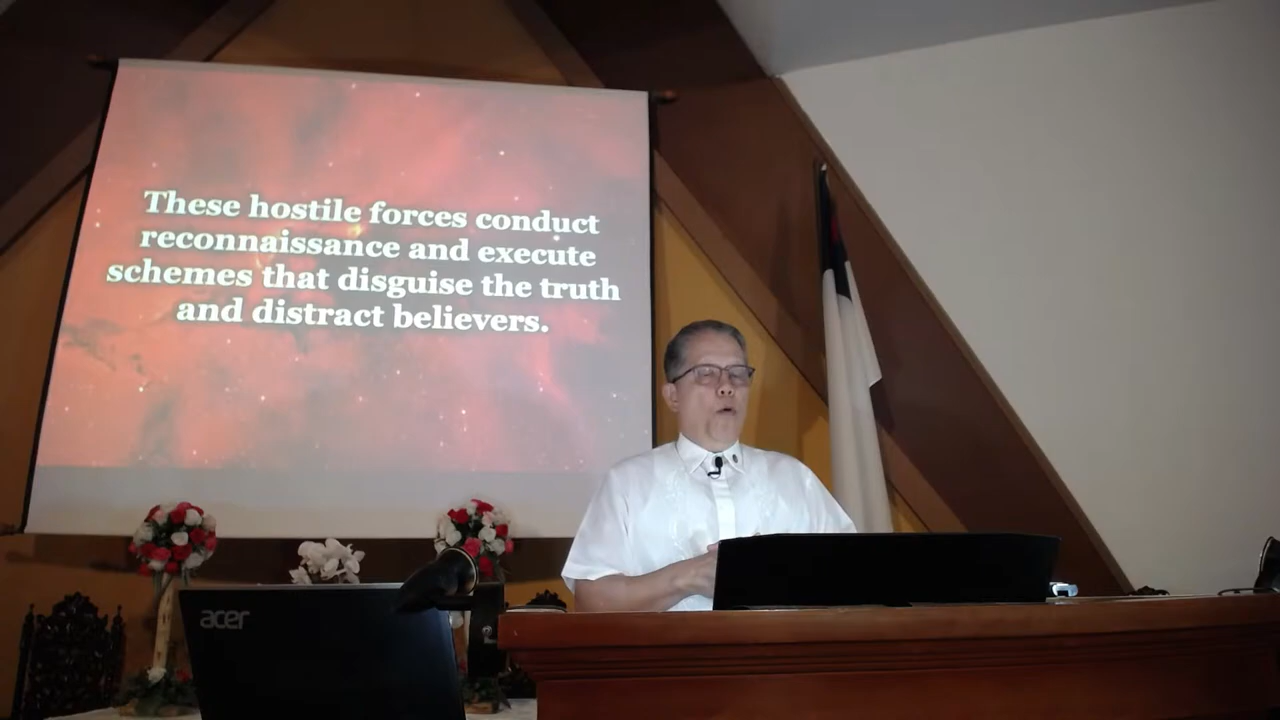 These hostile forces conduct
reconnaissance and execute
schemes that disguise the truth
and distract believers.
acer